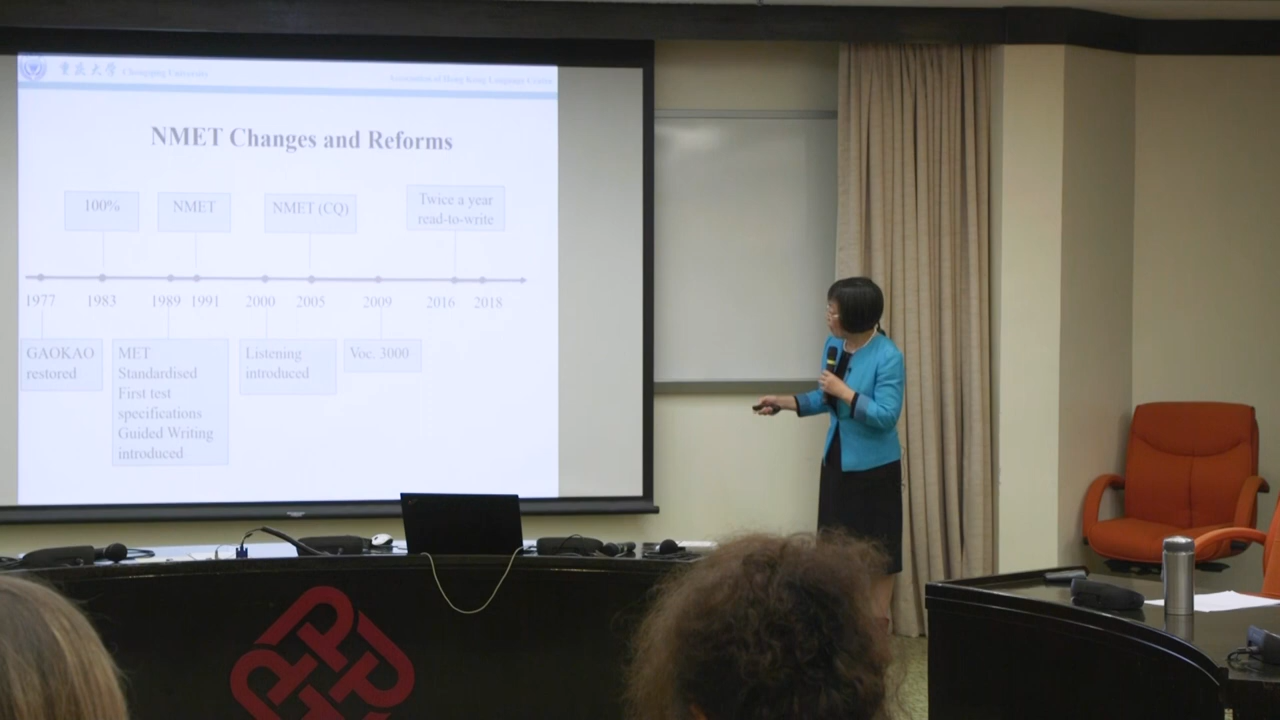 重庆大学 Chongqing University
NMET Changes and Reforms
100%
NMET
NMET (CQ)
Twice a year
read-to-write
1977 1983 1989 1991 2000 2005 2009 2016 2018
GAOKAO
restored
MET
Standardised
First test
specifications
Guided Writing
introduced
Listening
introduced
Voc. 3000